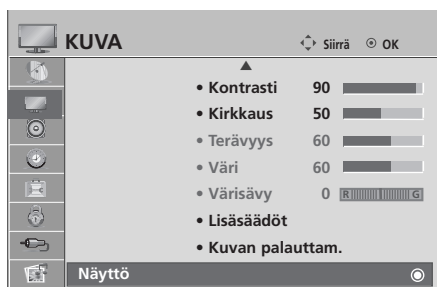 KUVA Siirrä OK
• Kontrasti 90
• Kirkkaus 50
• Terävyys 60
• Väri 60
• Värisävy 0 R G
• Lisäsäädöt
• Kuvan palauttam.
Näyttö